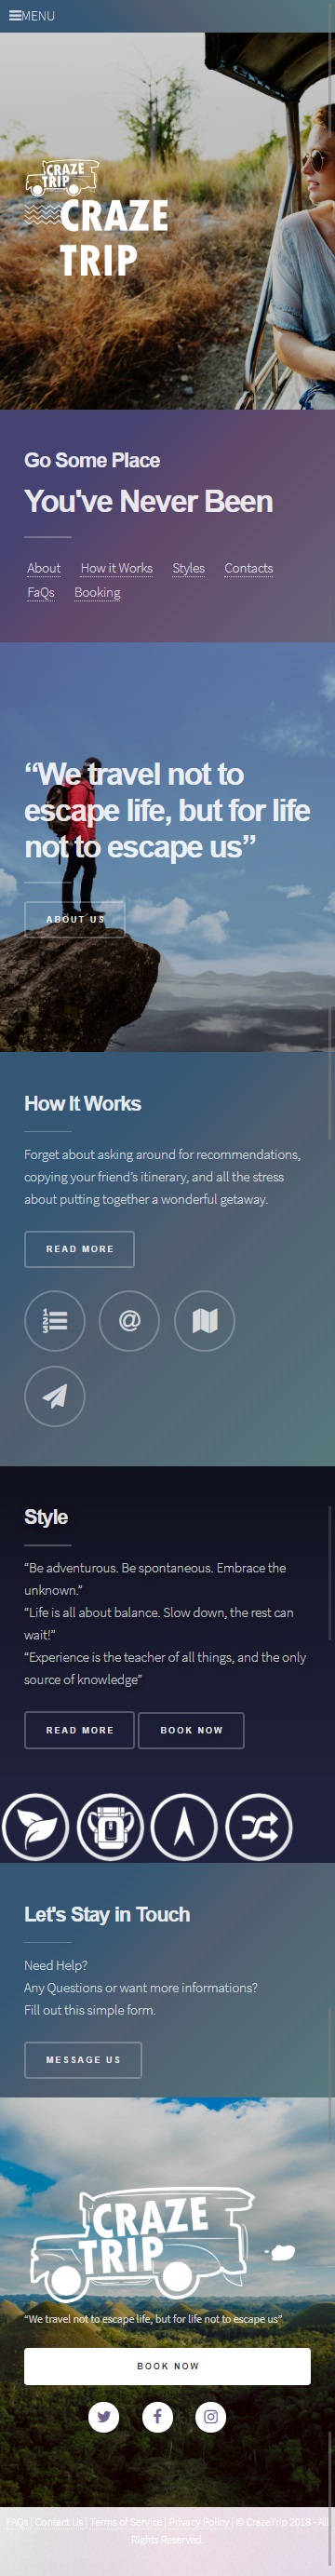 MENU
CRAZE
TRIP
CRAZE
TRIP
Go Some Place
You've Never Been
About How it Works Styles Contacts
FaQs Booking
“We travel not to
escape life, but for life
not to escape us”
ABOUT US
How It Works
Forget about asking around for recommendations,
copying your friend's itinerary, and all the stress
about putting together a wonderful getaway.
READ MORE
1
2
3
@
Style
“Be adventurous. Be spontaneous. Embrace the
unknown.”
“Life is all about balance. Slow down, the rest can
wait!”
“Experience is the teacher of all things, and the only
source of knowledge”
READ MORE BOOK NOW
Let's Stay in Touch
Need Help?
Any Questions or want more informations?
Fill out this simple form.
MESSAGE US
CRAZE
TRIP
“We travel not to escape life, but for life not to escape us”
BOOK NOW
FAQs | Contact Us | Terms of Service | Privacy Policy | © CrazeTrip 2018 - All
Rights Reserved.